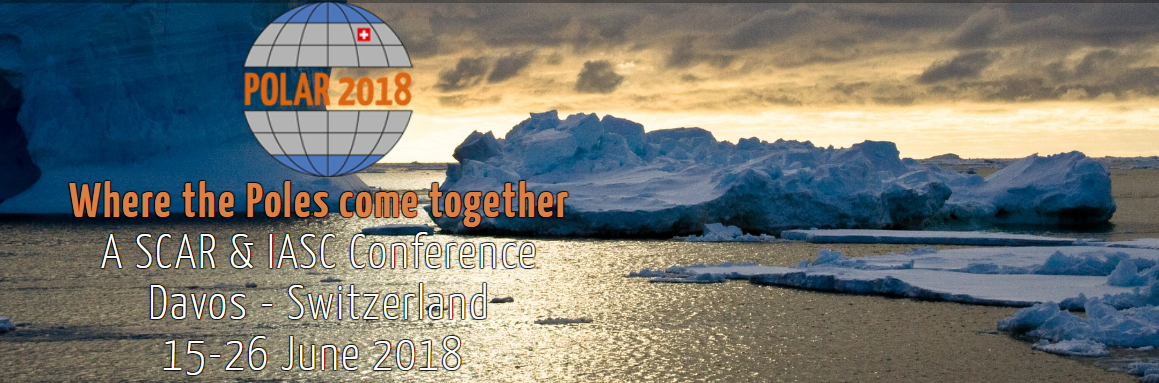 POLAR 2018
Where the Poles come together
A SCAR & IASC Conference
Davos - Switzerland
15-26 June 2018